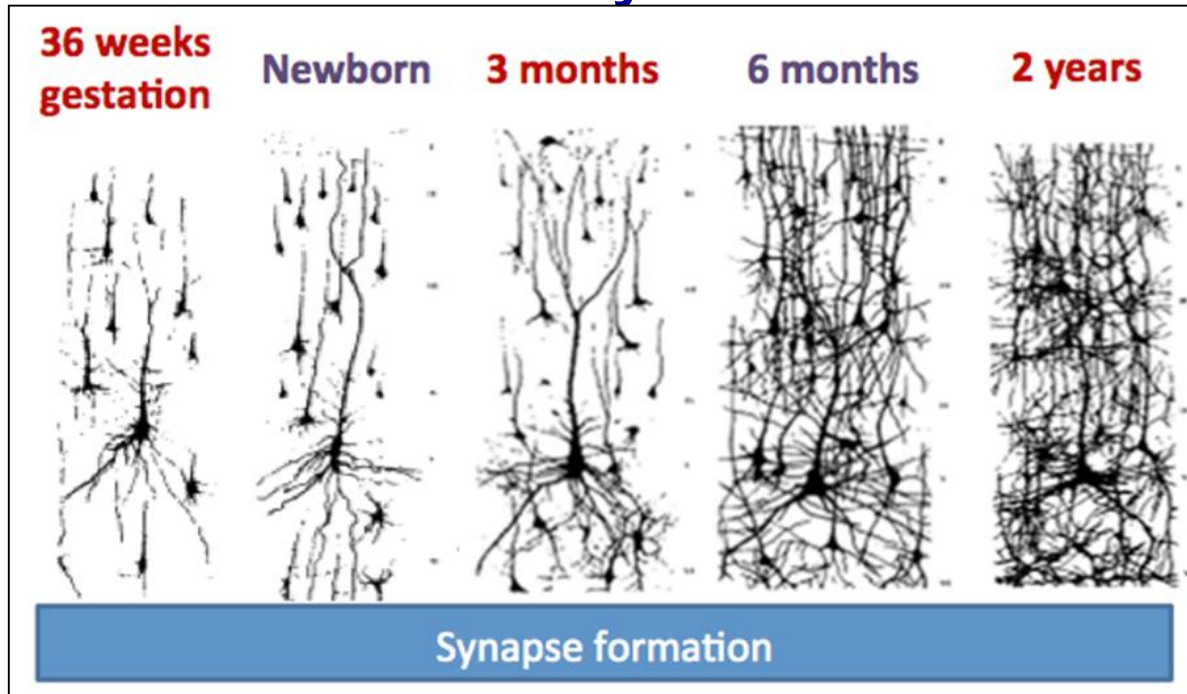 36 weeks
gestation
Newborn
3 months
6 months
2 years
Synapse formation